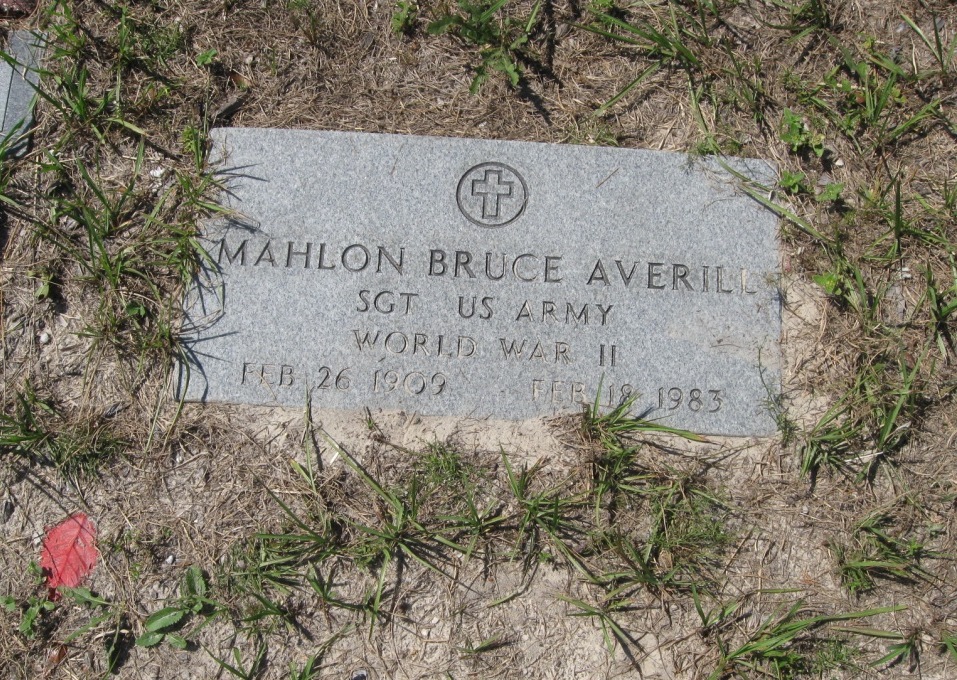 MAHLON BRUCE AVERILL
SGT US ARMY
WORLD WAR II
FEB 26 1909 FEB 18 1983